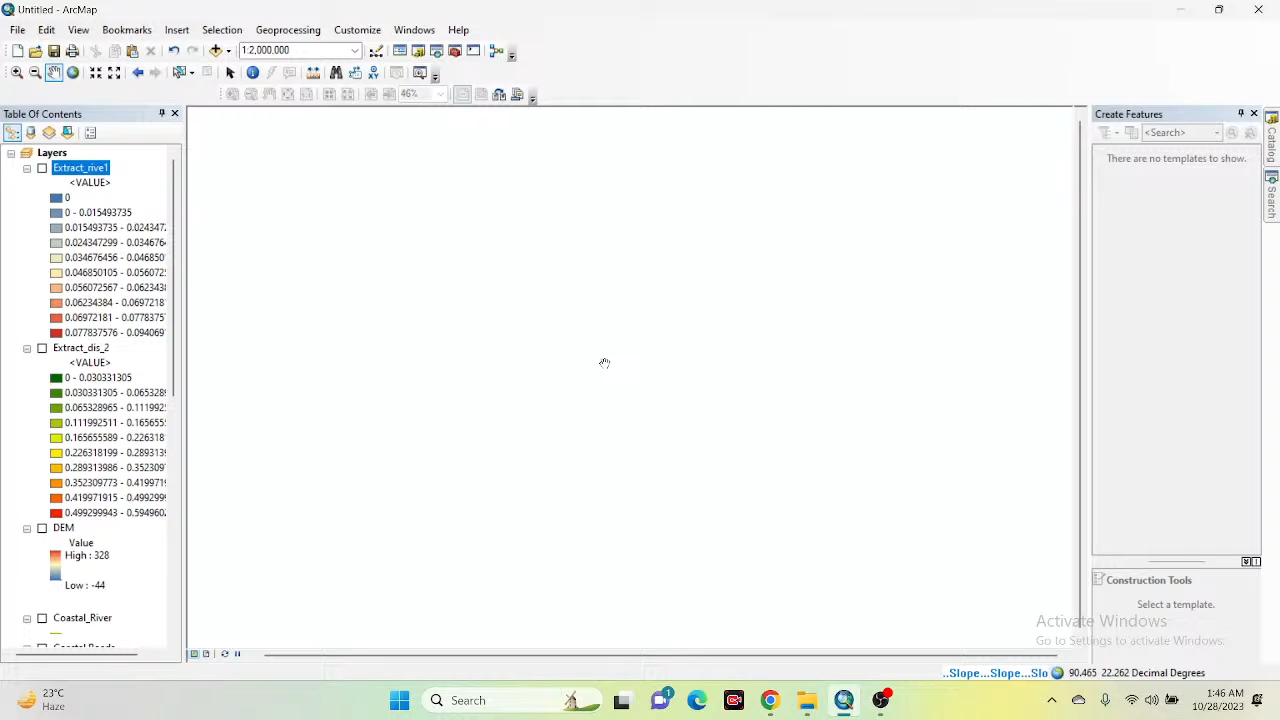 Untitled - ArcMap
File Edit View Bookmarks Insert Selection Geoprocessing Customize Windows Help
1:2,000,000
46%
Table Of Contents
Layers
Extract_rive1
<VALUE>
0
0 - 0.015493735
0.015493735 - 0.024347
0.024347299 - 0.034676
0.034676456 - 0.046850
0.046850105 - 0.056072
0.056072567 - 0.062343
0.06234384 - 0.0697218
0.06972181 - 0.0778375
0.077837576 - 0.094069
Extract_dis_2
<VALUE>
0 - 0.030331305
0.030331305 - 0.065328
0.065328965 - 0.111992
0.111992511 - 0.165655
0.165655589 - 0.226318
0.226318199 - 0.289313
0.289313986 - 0.352309
0.352309773 - 0.419971
0.419971915 - 0.499299
0.499299943 - 0.594960
DEM
Value
High : 328
Low : -44
Coastal_River
Create Features
<Search>
There are no templates to show.
Catalog
Search
Construction Tools
Select a template.
Activate Windows
Go to Settings to activate Windows.
..Slope...Slope...Slo 90.465 22.262 Decimal Degrees
23°C
Haze
Search
1
1:46 AM
10/28/2023